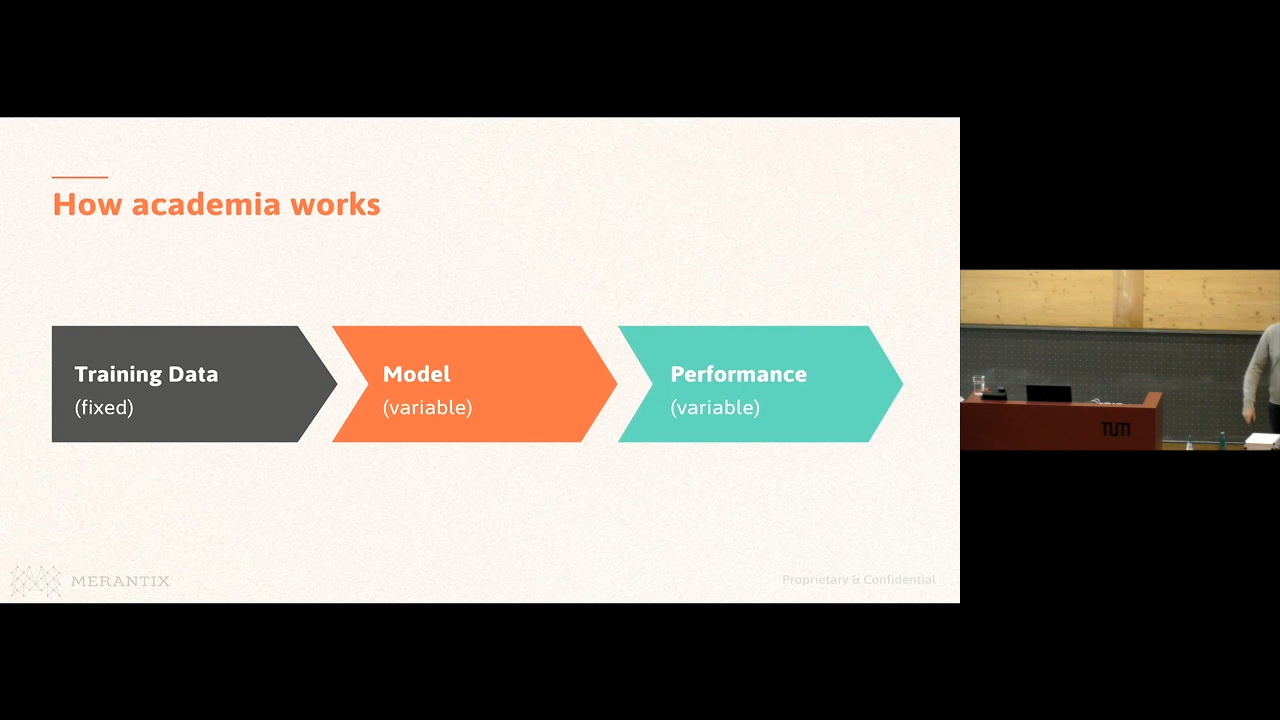 How academia works
Training Data
(fixed)
Model
(variable)
Performance
(variable)
MERANTIX
Proprietary & Confidential
TUM